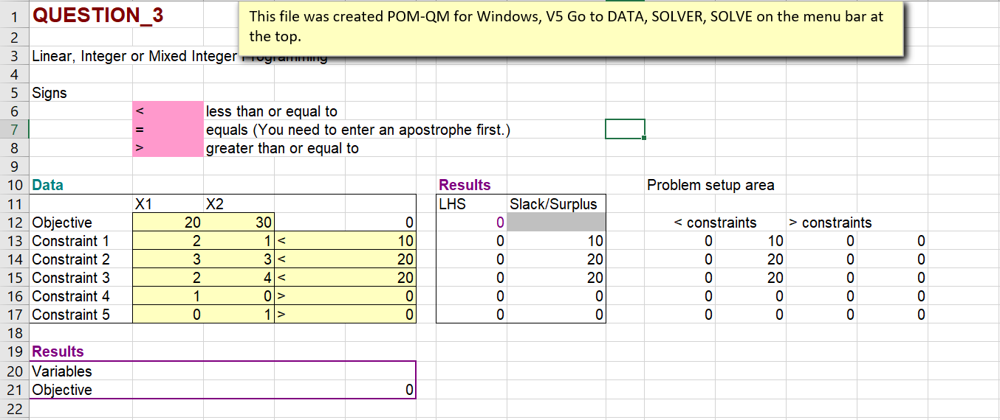 1 QUESTION_3
This file was created POM-QM for Windows, V5 Go to DATA, SOLVER, SOLVE on the menu bar at
the top.
2
3 Linear, Integer or Mixed Integer Programming
4
5 Signs
6 < less than or equal to
7 = equals (You need to enter an apostrophe first.)
8 > greater than or equal to
9
10 Data Results Problem setup area
11 X1 X2 LHS Slack/Surplus
12 Objective 20 30 0 0 < constraints > constraints
13 Constraint 1 2 1 < 10 0 10 0 10 0 0
14 Constraint 2 3 3 < 20 0 20 0 20 0 0
15 Constraint 3 2 4 < 20 0 20 0 20 0 0
16 Constraint 4 1 0 > 0 0 0 0 0 0 0
17 Constraint 5 0 1 > 0 0 0 0 0 0 0
18
19 Results
20 Variables
21 Objective 0
22